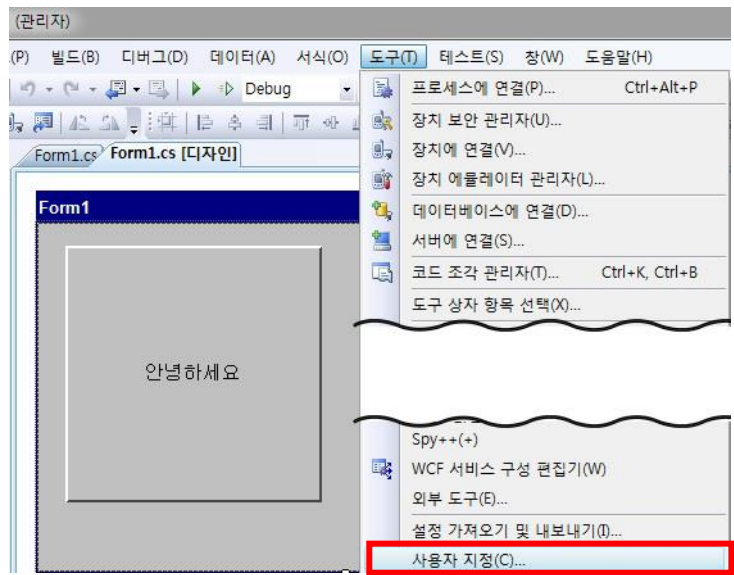 (관리자)
(P) 빌드(B) 디버그(D) 데이터(A) 서식(O) 도구(T) 테스트(S) 창(W) 도움말(H)
Debug
Form1.cs Form1.cs [디자인]
Form1
안녕하세요
프로세스에 연결(P)... Ctrl+Alt+P
장치 보안 관리자(U)...
장치에 연결(V)...
장치 에뮬레이터 관리자(L)...
데이터베이스에 연결(D)...
서버에 연결(S)...
코드 조각 관리자(T)... Ctrl+K, Ctrl+B
도구 상자 항목 선택(X)...
Spy++(+)
WCF 서비스 구성 편집기(W)
외부 도구(E)...
설정 가져오기 및 내보내기(I)...
사용자 지정(C)...